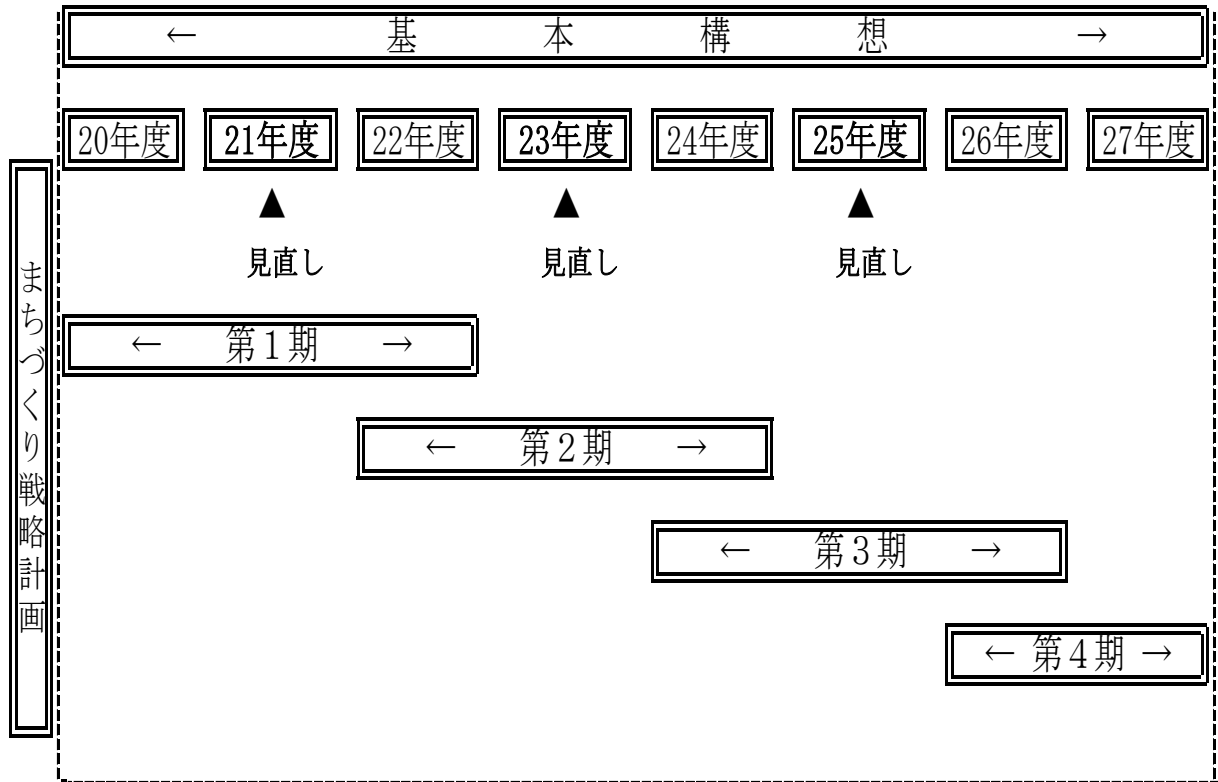 ← 基本構想 →
20年度 21年度 22年度 23年度 24年度 25年度 26年度 27年度
▲ ▲ ▲
見直し 見直し 見直し
まちづくり戦略計画
← 第1期 →
← 第2期 →
← 第3期 →
← 第4期 →